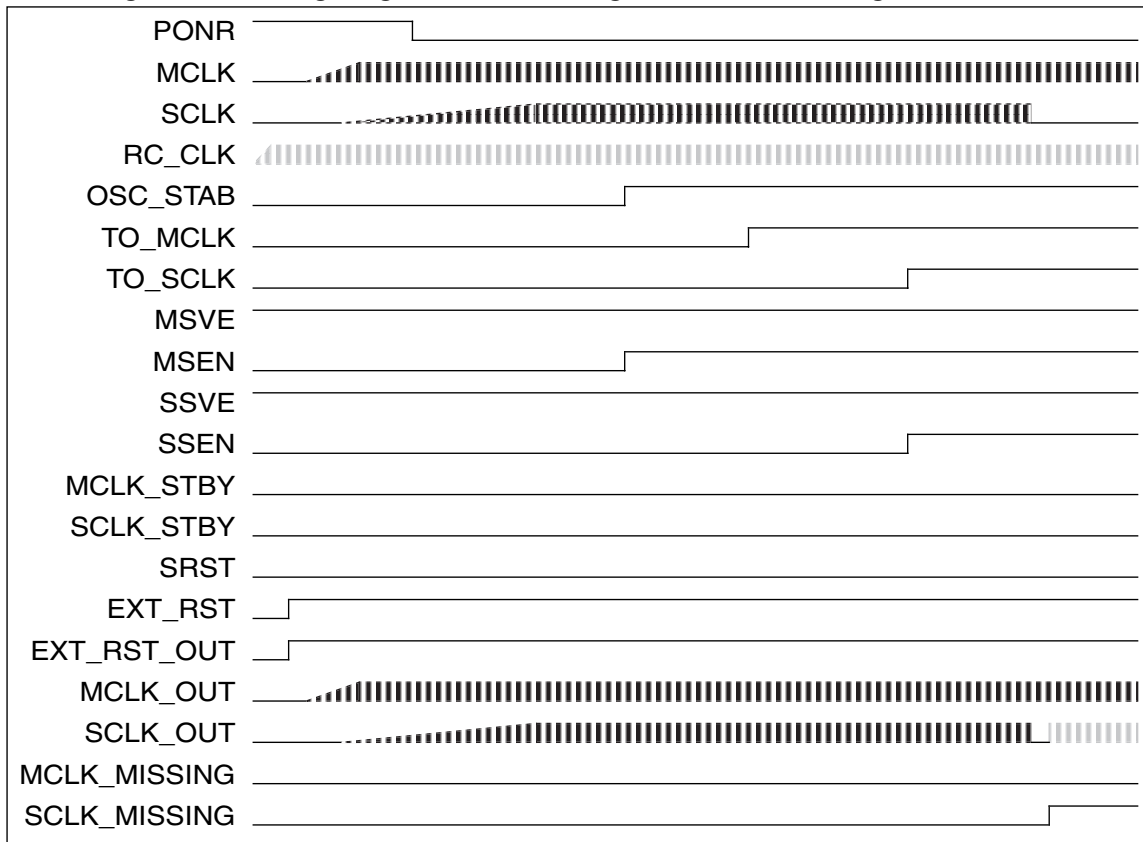 PONR
MCLK
SCLK
RC_CLK
OSC_STAB
TO_MCLK
TO_SCLK
MSVE
MSEN
SSVE
SSEN
MCLK_STBY
SCLK_STBY
SRST
EXT_RST
EXT_RST_OUT
MCLK_OUT
SCLK_OUT
MCLK_MISSING
SCLK_MISSING